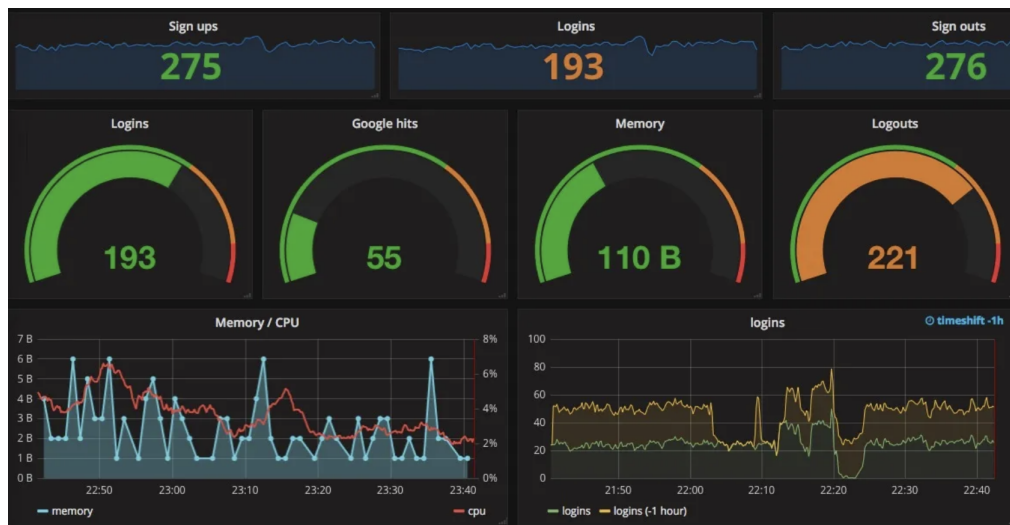 Sign ups
275
Logins
193
Sign outs
276
Logins
193
Google hits
55
Memory
110 B
Logouts
221
Memory / CPU
7 B
6 B
5 B
4 B
3 B
2 B
1 B
0 B
8%
6%
4%
2%
0%
22:50 23:00 23:10 23:20 23:30 23:40
memory cpu
logins
timeshift -1h
100
80
60
40
20
0
21:50 22:00 22:10 22:20 22:30 22:40
logins logins (-1 hour)